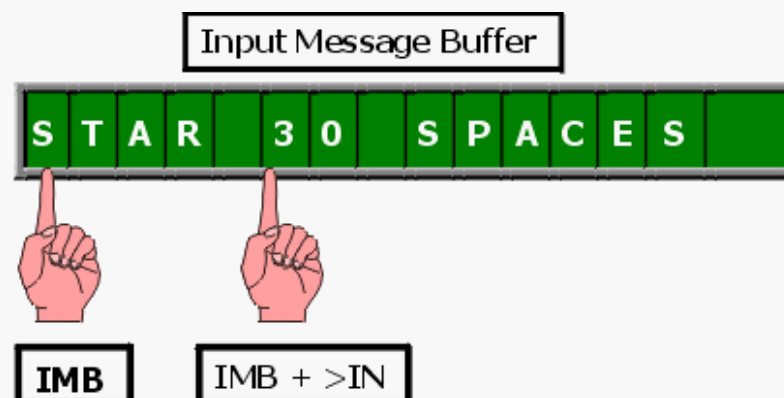 Input Message Buffer
STAR 30 SPACES
IMB IMB + >IN